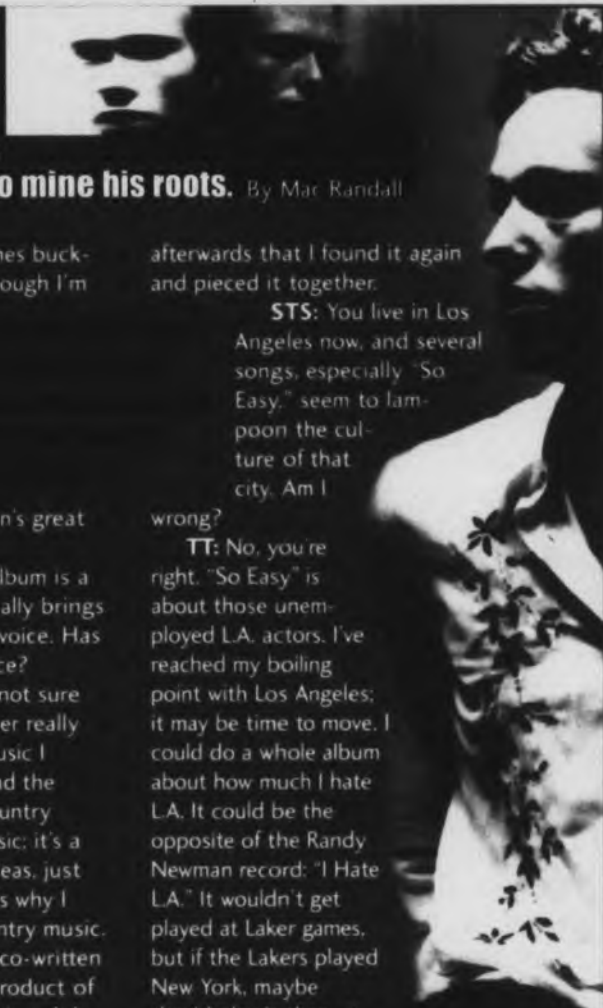 o mine his roots. By Mac Randall
nes buck-
ough I'm
n's great
lbum is a
ally brings
voice. Has
ce?
not sure
er really
usic I
nd the
untry
sic; it's a
eas, just
s why I
ntry music.
co-written
roduct of
afterwards that I found it again
and pieced it together.
STS: You live in Los
Angeles now, and several
songs, especially "So
Easy," seem to lam-
poon the cul-
ture of that
city. Am I
wrong?
TT: No, you're
right. "So Easy" is
about those unem-
ployed L.A. actors. I've
reached my boiling
point with Los Angeles;
it may be time to move. I
could do a whole album
about how much I hate
L.A. It could be the
opposite of the Randy
Newman record: "I Hate
L.A." It wouldn't get
played at Laker games,
but if the Lakers played
New York, maybe